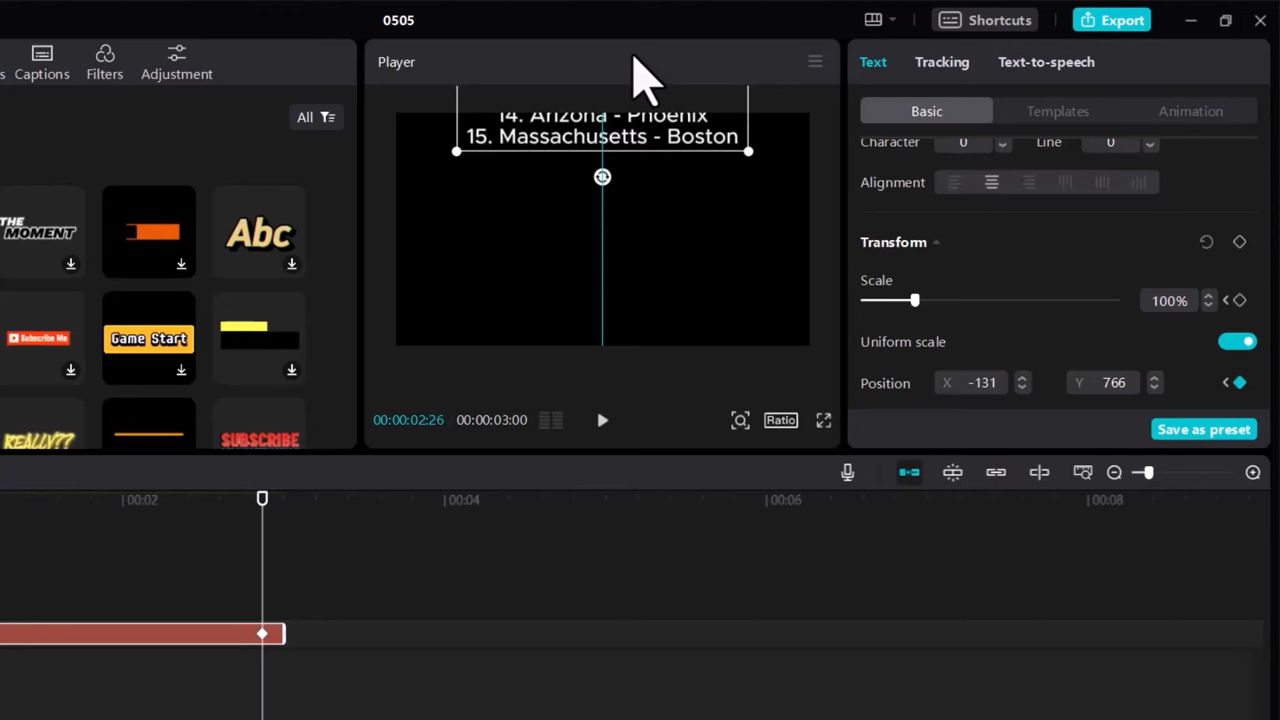 0505
Shortcuts
Export
s
Captions
Filters
Adjustment
All
THE
MOMENT
Abc
Subscribe Me
Game Start
REALLY??
SUBSCRIBE
Player
14. Arizona - Phoenix
15. Massachusetts - Boston
00:00:02:26
00:00:03:00
Ratio
Text
Tracking
Text-to-speech
Basic
Templates
Animation
Character
0
Line
0
Alignment
Transform
Scale
100%
Uniform scale
Position
X
-131
Y
766
Save as preset
00:02
00:04
00:06
00:08